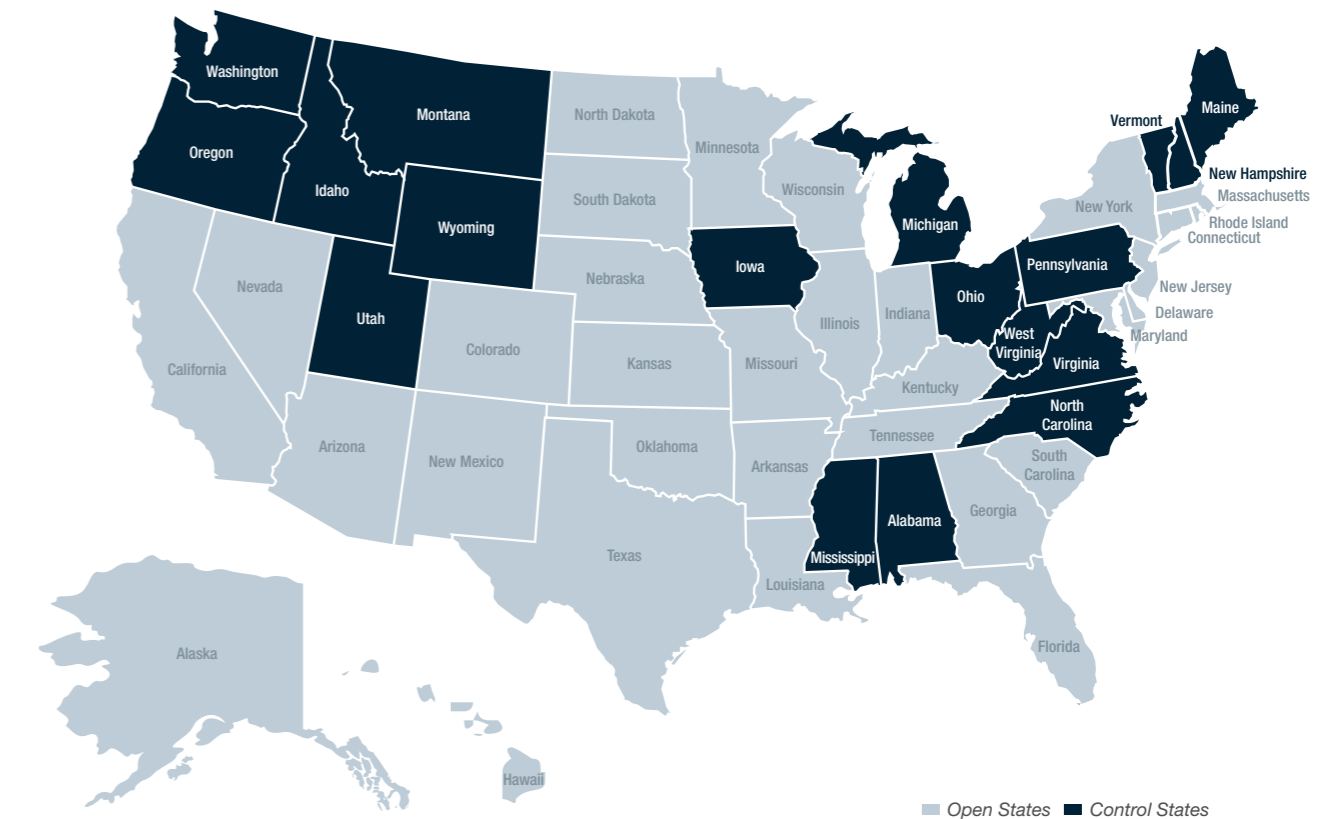 Washington
Montana
Oregon
Idaho
Wyoming
North Dakota
South Dakota
Minnesota
Wisconsin
Michigan
Vermont
Maine
New Hampshire
Massachusetts
New York
Rhode Island
Connecticut
Nevada
Utah
California
Nebraska
Iowa
Illinois
Indiana
Ohio
Pennsylvania
New Jersey
Delaware
Maryland
West
Virginia
Virginia
Colorado
Kansas
Missouri
Kentucky
North
Carolina
Arizona
New Mexico
Oklahoma
Arkansas
Tennessee
South
Carolina
Texas
Louisiana
Mississippi
Alabama
Georgia
Florida
Alaska
Hawaii
Open States
Control States